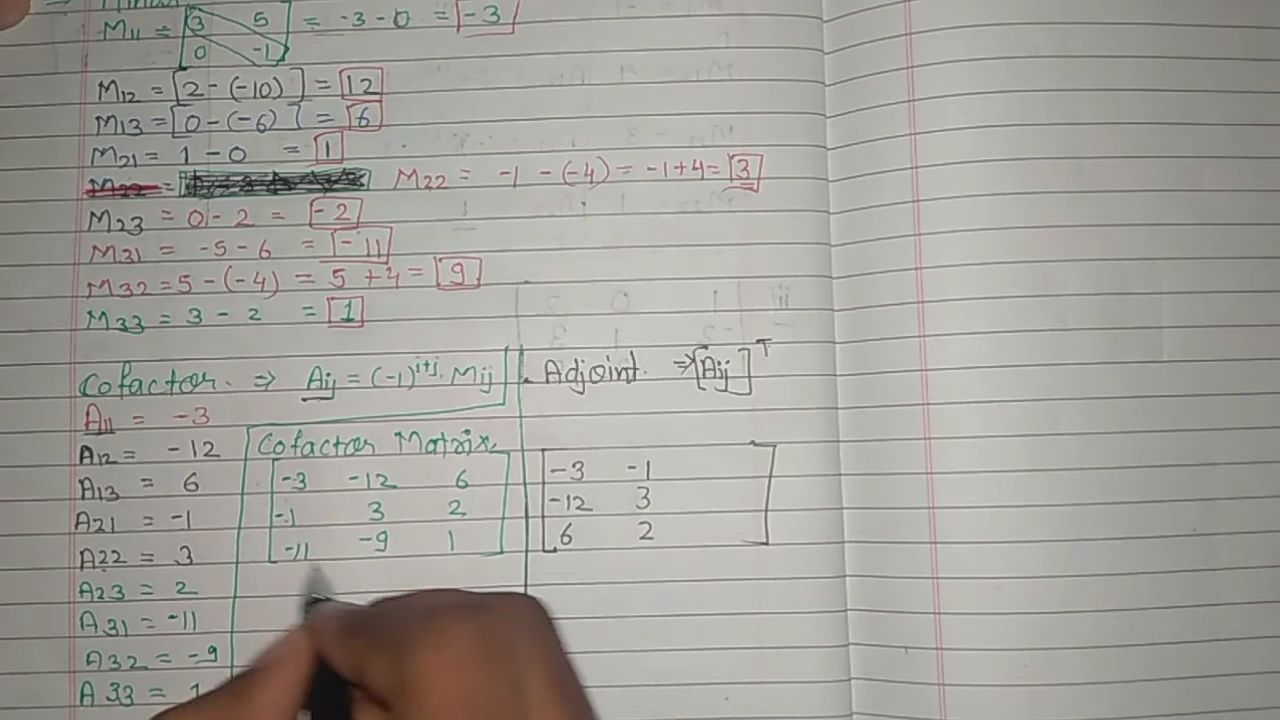 M11 = 3 5 = -3 - 0 = -3
0 -1
M12 = [2-(-10)] = 12
M13 = [0-(-6)] = 6
M21 = 1 - 0 = 1
M22 = M22 = -1 - (-4) = -1+4 = 3
M23 = 0 - 2 = -2
M31 = -5 - 6 = -11
M32 = 5 - (-4) = 5 + 4 = 9
M33 = 3 - 2 = 1
Cofactor. ⇒ Aij = (-1)^i+j. Mij
Adjoint. ⇒ [Aij]^T
A11 = -3
A12 = -12
A13 = 6
A21 = -1
A22 = 3
A23 = 2
A31 = -11
A32 = -9
A33 = 1
Cofactor Matrix
-3 -12 6
-1 3 2
-11 -9 1
-3 -1
-12 3
6 2